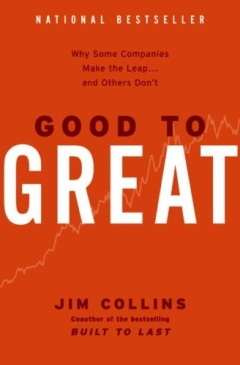 NATIONAL BESTSELLER
Why Some Companies
Make the Leap...
and Others Don't
GOOD TO
GREAT
JIM COLLINS
Coauthor of the bestselling
BUILT TO LAST